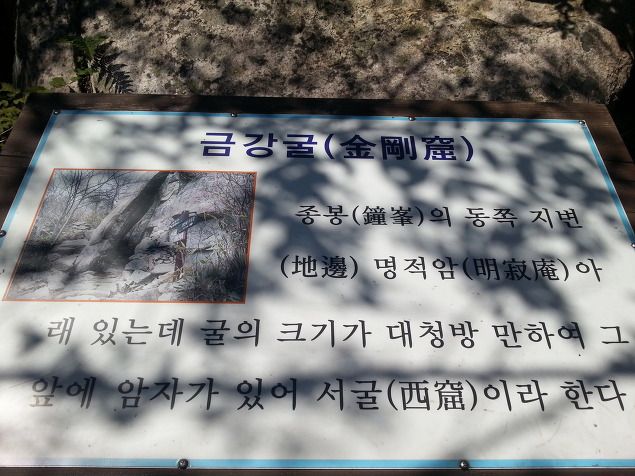 금강굴(金剛窟)
종봉(鐘峯)의 동쪽 지변
(地邊) 명적암(明寂庵)아
래 있는데 굴의 크기가 대청방 만하여 그
앞에 암자가 있어 서굴(西窟)이라 한다